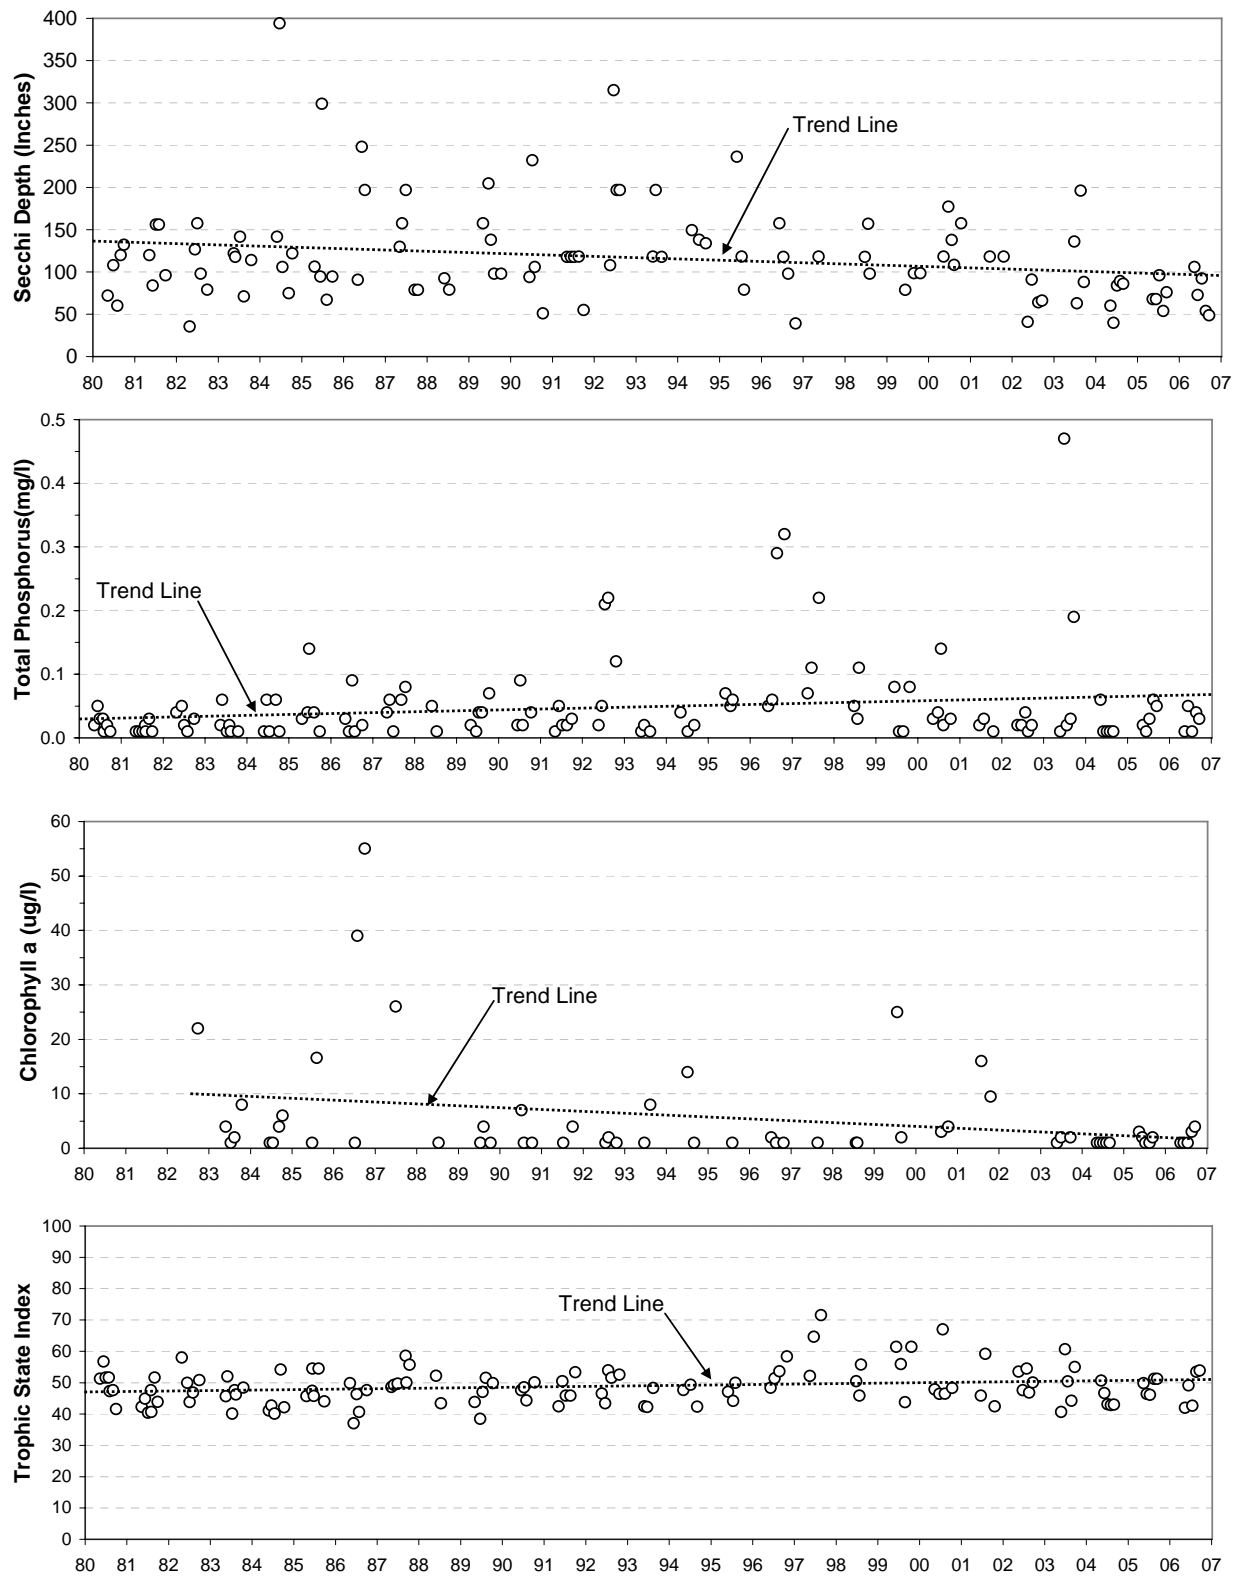 400
350
300
250
200
150
100
50
0
Secchi Depth (Inches)
Trend Line
80 81 82 83 84 85 86 87 88 89 90 91 92 93 94 95 96 97 98 99 00 01 02 03 04 05 06 07
0.5
0.4
0.3
0.2
0.1
0.0
Total Phosphorus(mg/l)
Trend Line
80 81 82 83 84 85 86 87 88 89 90 91 92 93 94 95 96 97 98 99 00 01 02 03 04 05 06 07
60
50
40
30
20
10
0
Chlorophyll a (ug/l)
Trend Line
80 81 82 83 84 85 86 87 88 89 90 91 92 93 94 95 96 97 98 99 00 01 02 03 04 05 06 07
100
90
80
70
60
50
40
30
20
10
0
Trophic State Index
Trend Line
80 81 82 83 84 85 86 87 88 89 90 91 92 93 94 95 96 97 98 99 00 01 02 03 04 05 06 07